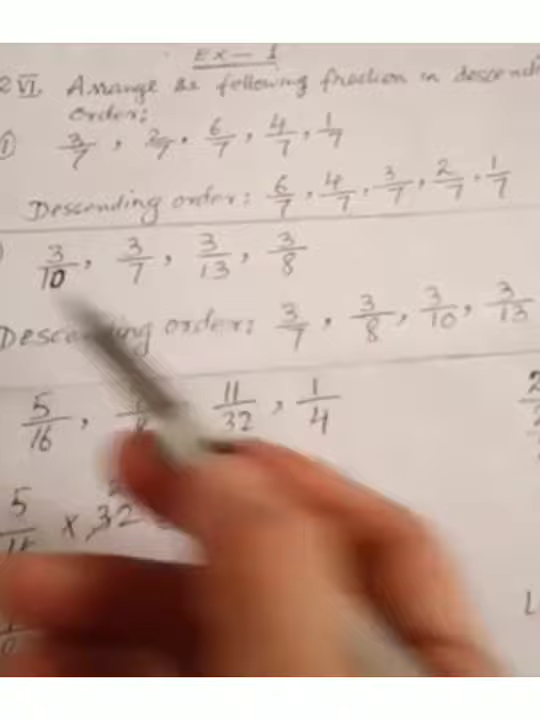 Ex - 1
2 VI. Arrange the following fraction in descending
order:
① 3/7, 2/7, 6/7, 4/7, 1/7
Descending order: 6/7, 4/7, 3/7, 2/7, 1/7
3/10, 3/7, 3/13, 3/8
Descending order: 3/7, 3/8, 3/10, 3/13
5/16, 11/32, 1/4
5 × 32